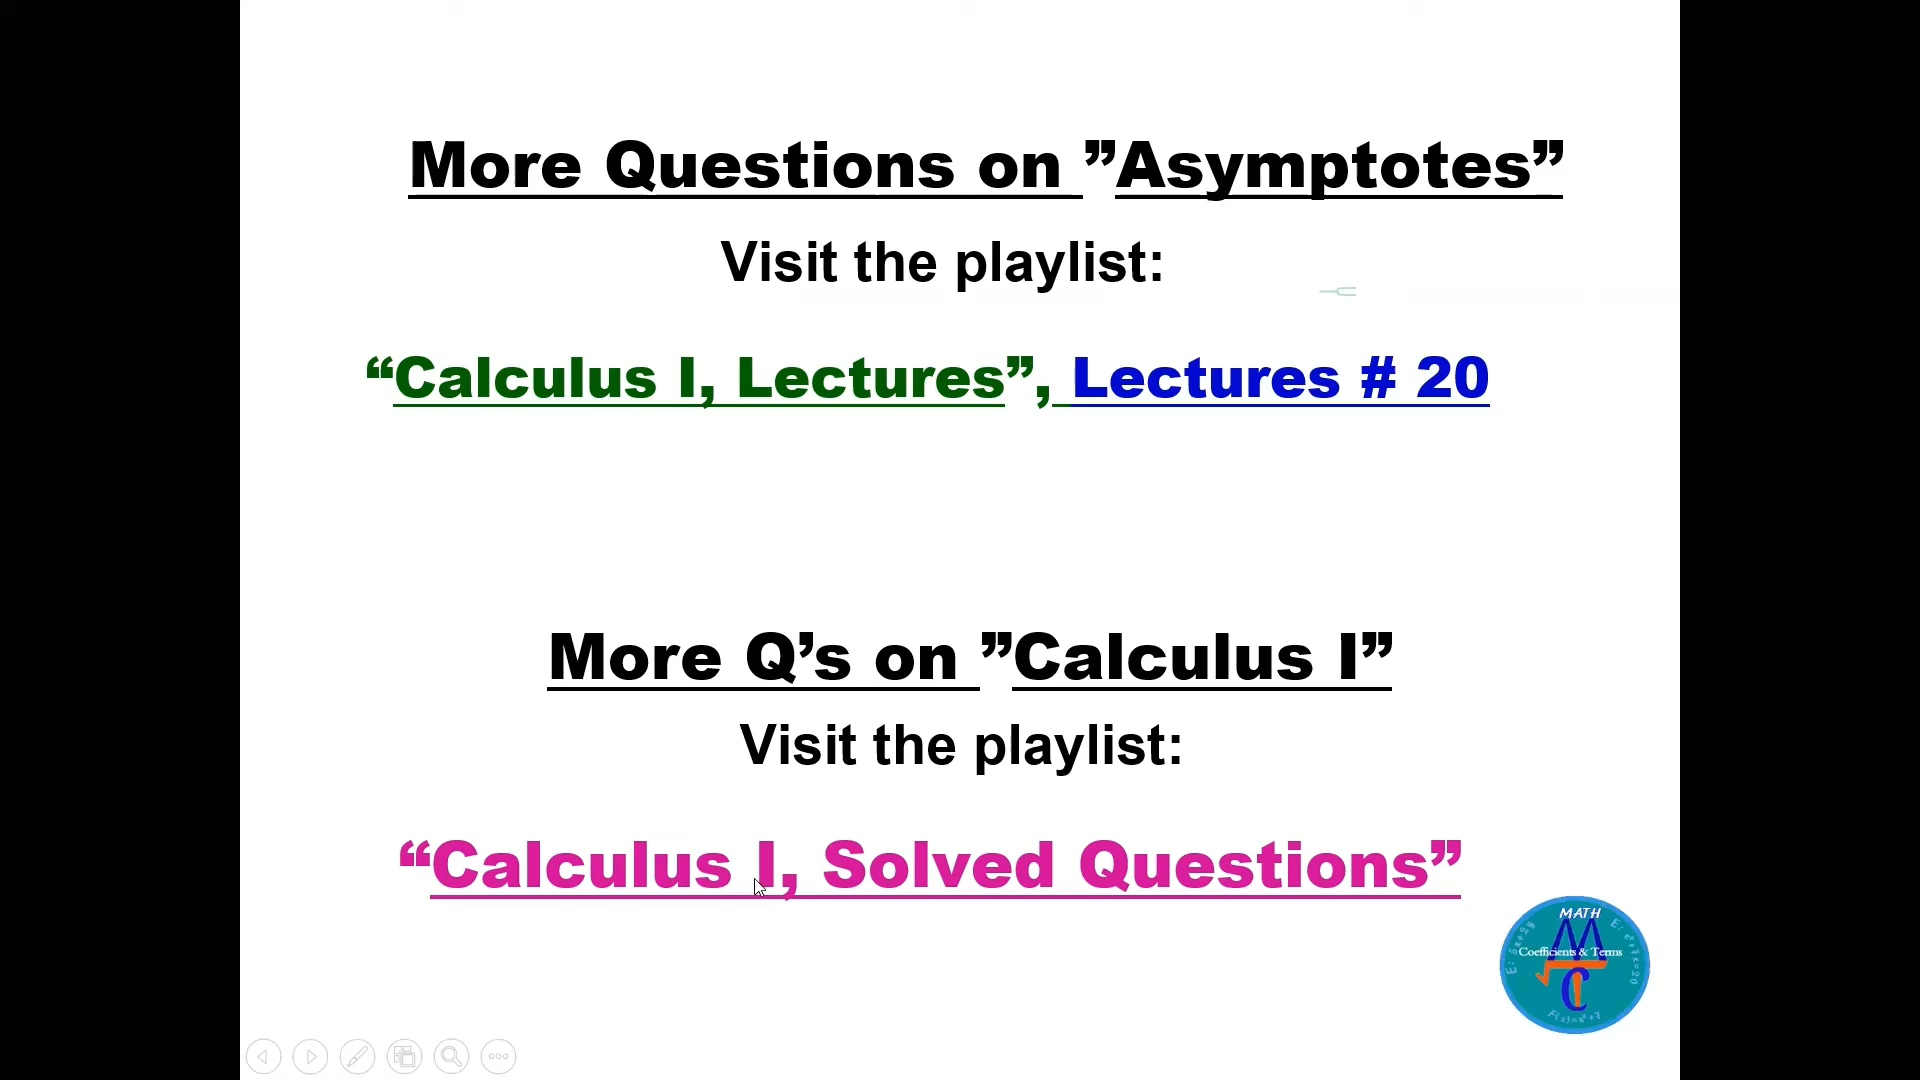 More Questions on ”Asymptotes”
Visit the playlist:
“Calculus I, Lectures”, Lectures # 20
More Q’s on ”Calculus I”
Visit the playlist:
“Calculus I, Solved Questions”
MATH
Coefficients & Terms